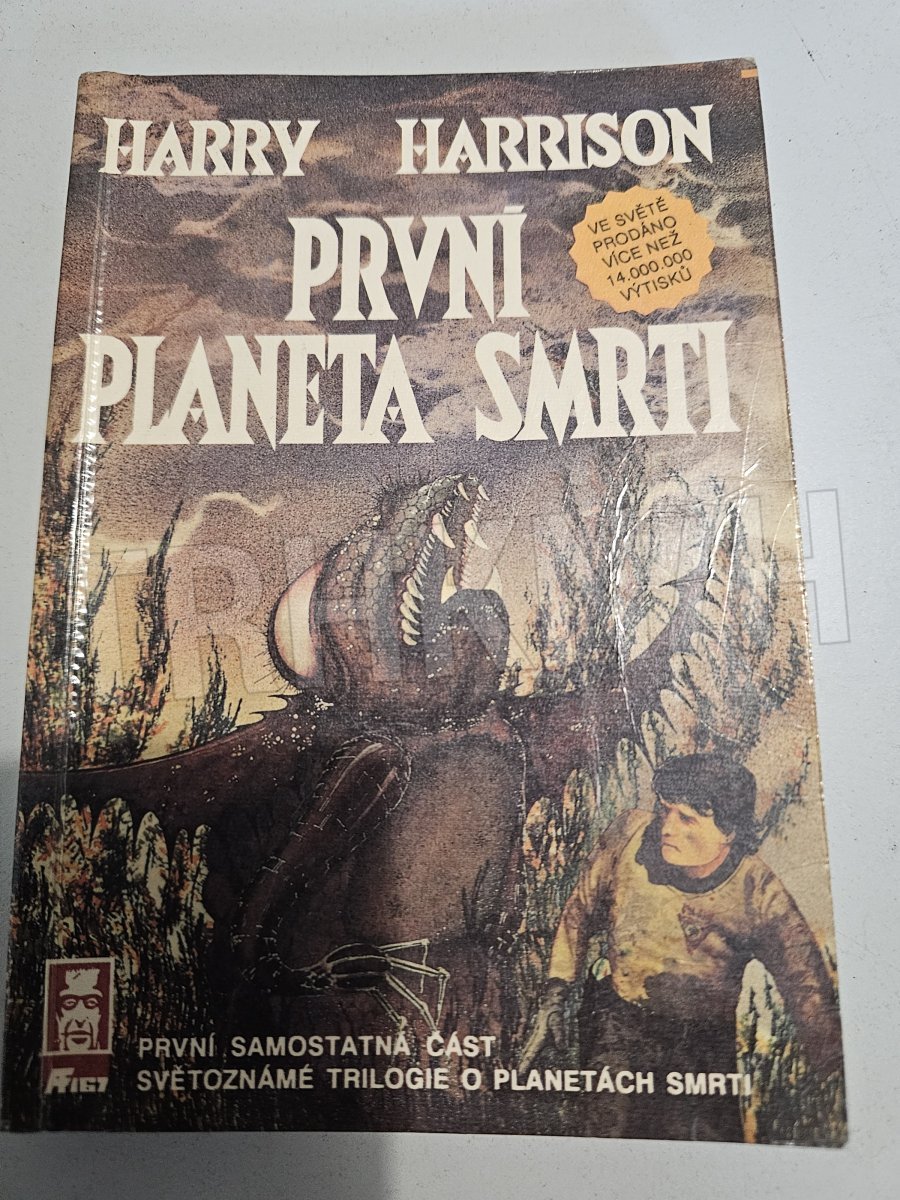 HARRY HARRISON
PRVNÍ
PLANETA SMRTI
VE SVĚTĚ
PRODÁNO
VÍCE NEŽ
14.000.000
VÝTISKŮ
PRVNÍ SAMOSTATNÁ ČÁST
SVĚTOZNÁMÉ TRILOGIE O PLANETÁCH SMRTI
AF167